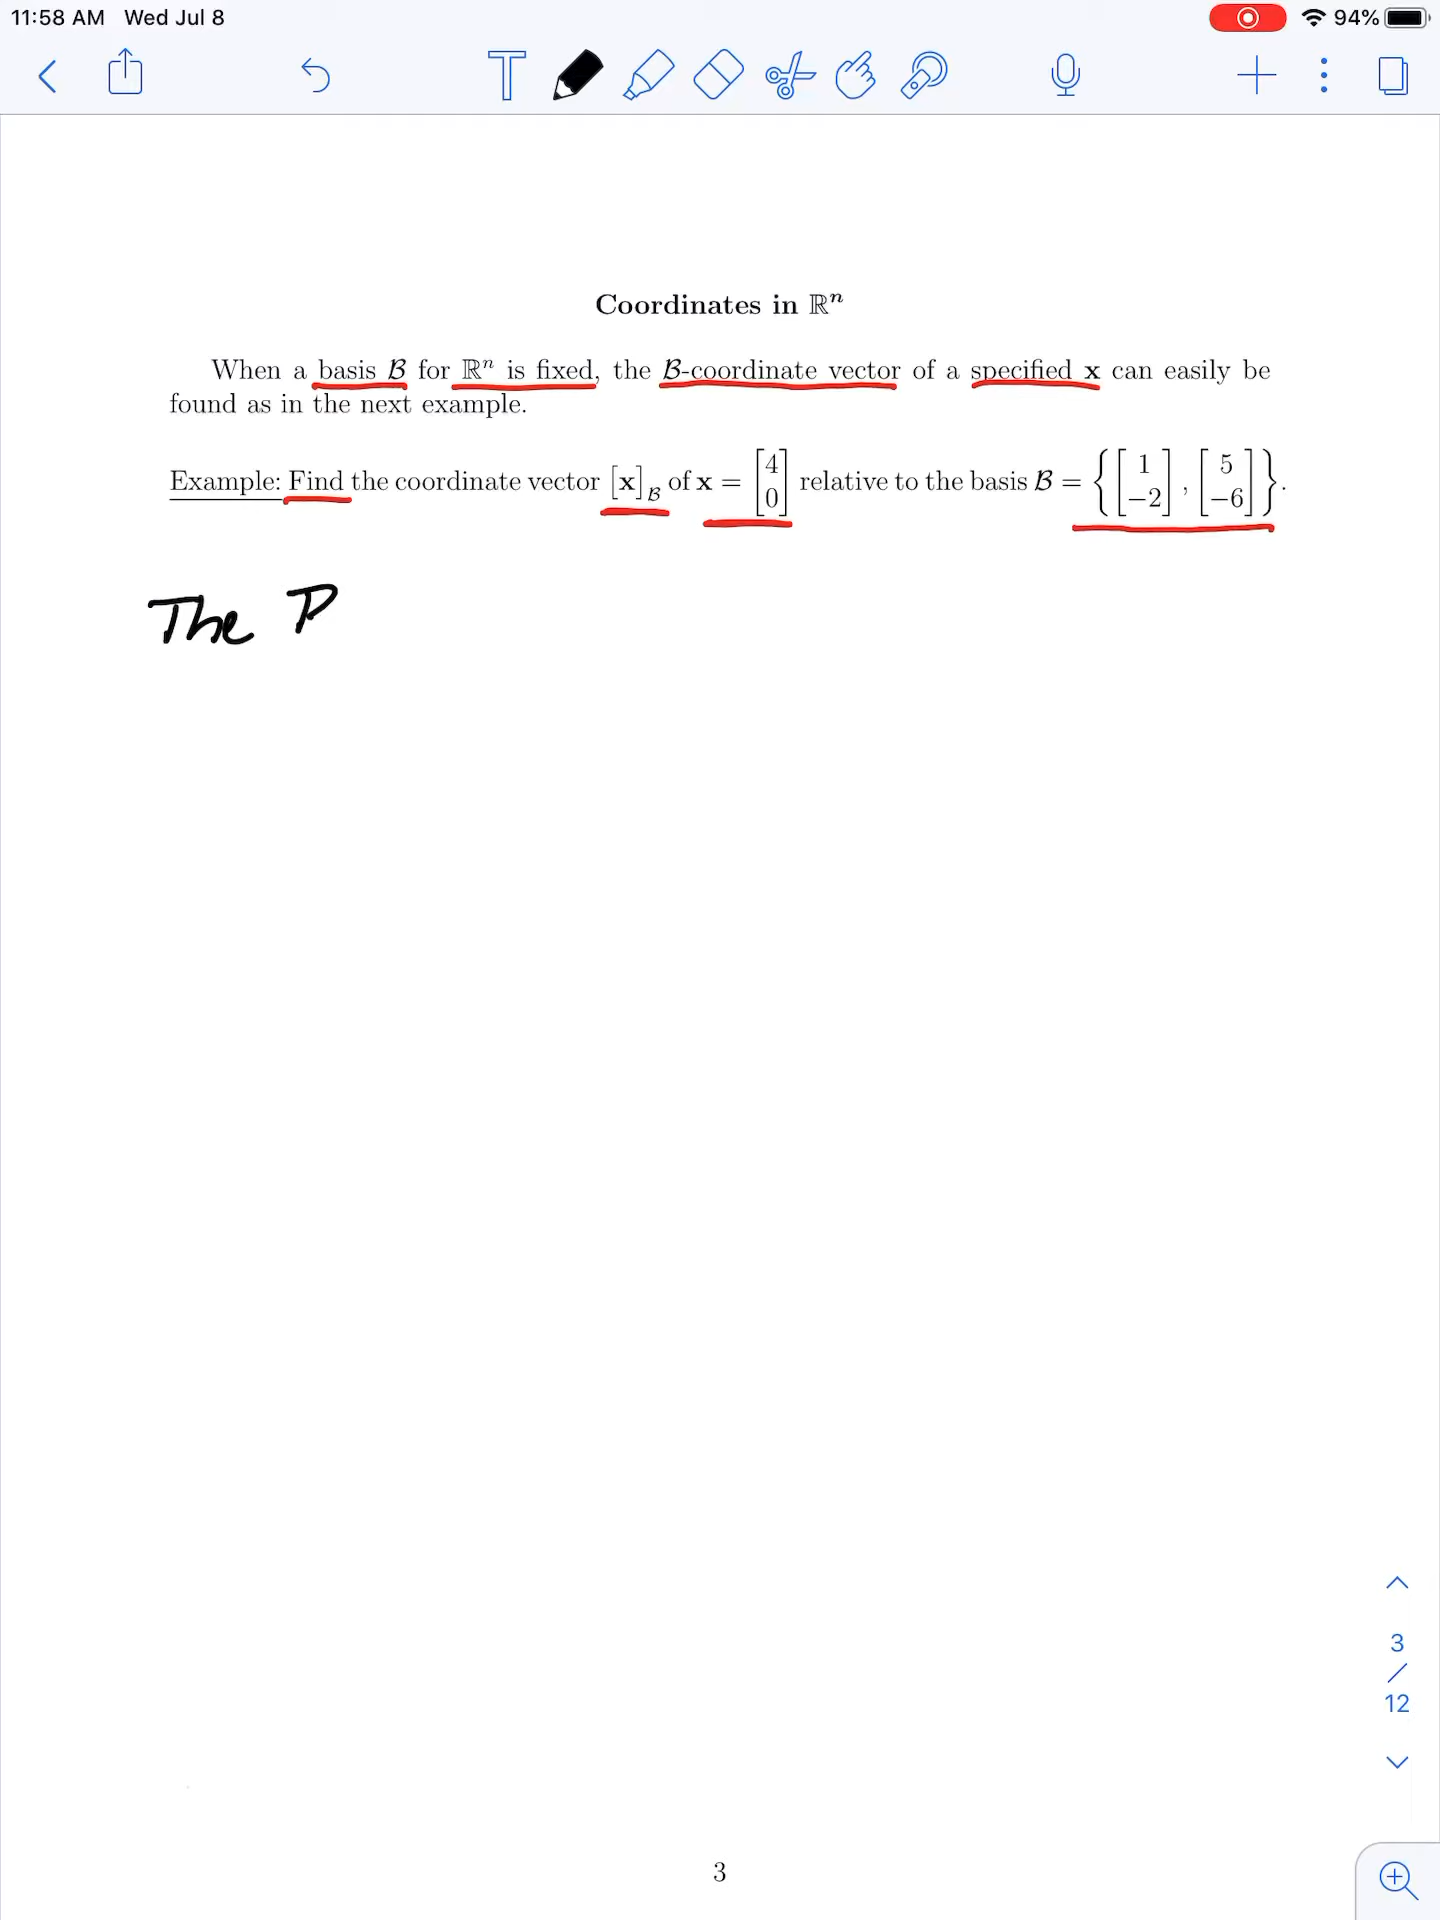 11:58 AM Wed Jul 8 94%
T
Coordinates in ℝⁿ
When a basis ℬ for ℝⁿ is fixed, the ℬ-coordinate vector of a specified x can easily be
found as in the next example.
Example: Find the coordinate vector [x]_ℬ of x = [4 0] relative to the basis ℬ = {[1 −2], [5 −6]}.
The B
3
/
12
3